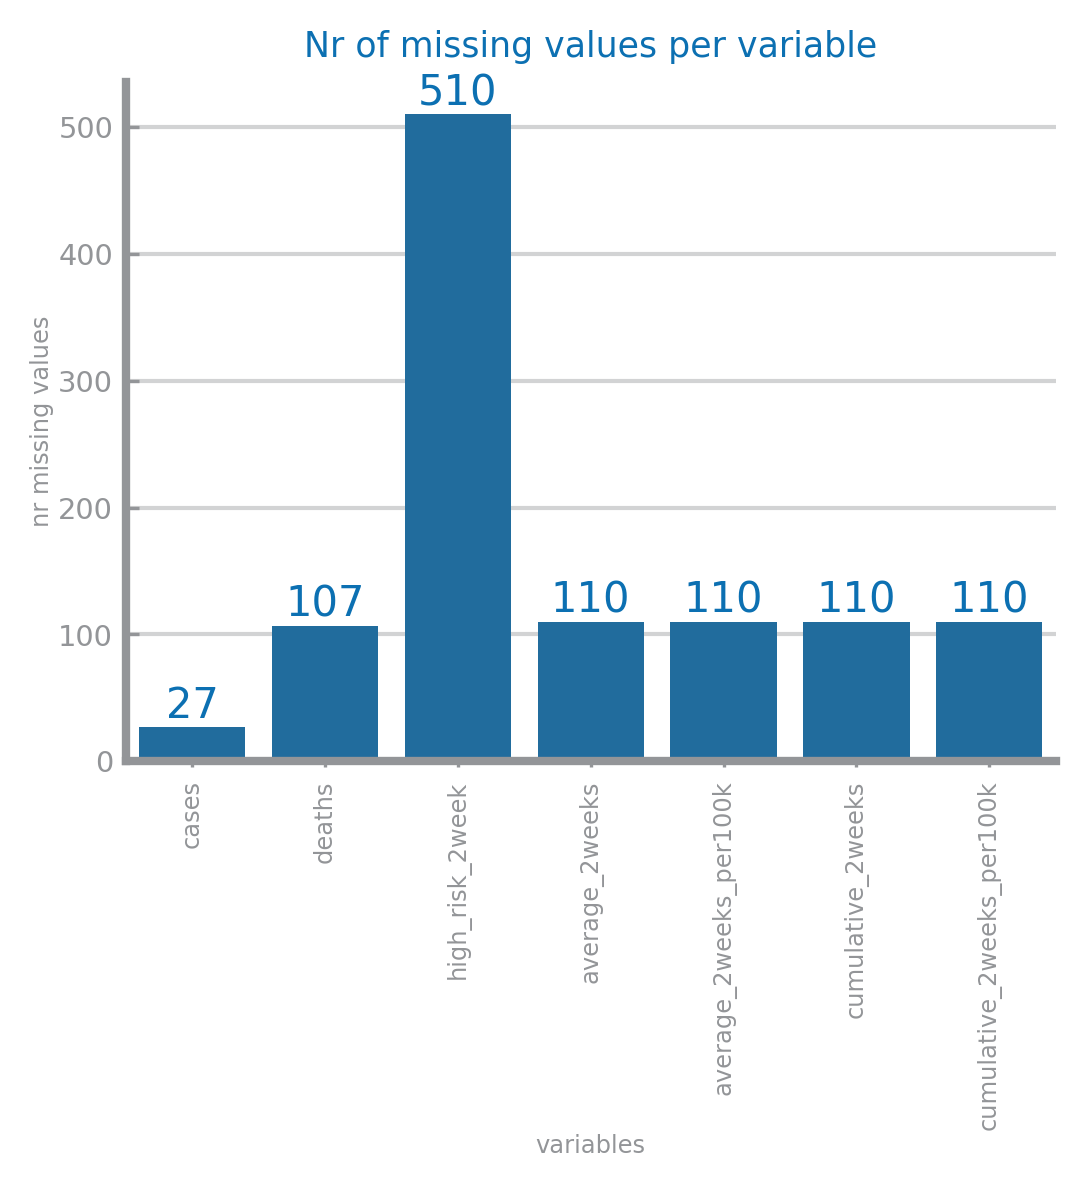 Nr of missing values per variable
510
500
400
300
200
100
0
nr missing values
27
107
110
110
110
110
cases
deaths
high_risk_2week
average_2weeks
average_2weeks_per100k
cumulative_2weeks
cumulative_2weeks_per100k
variables